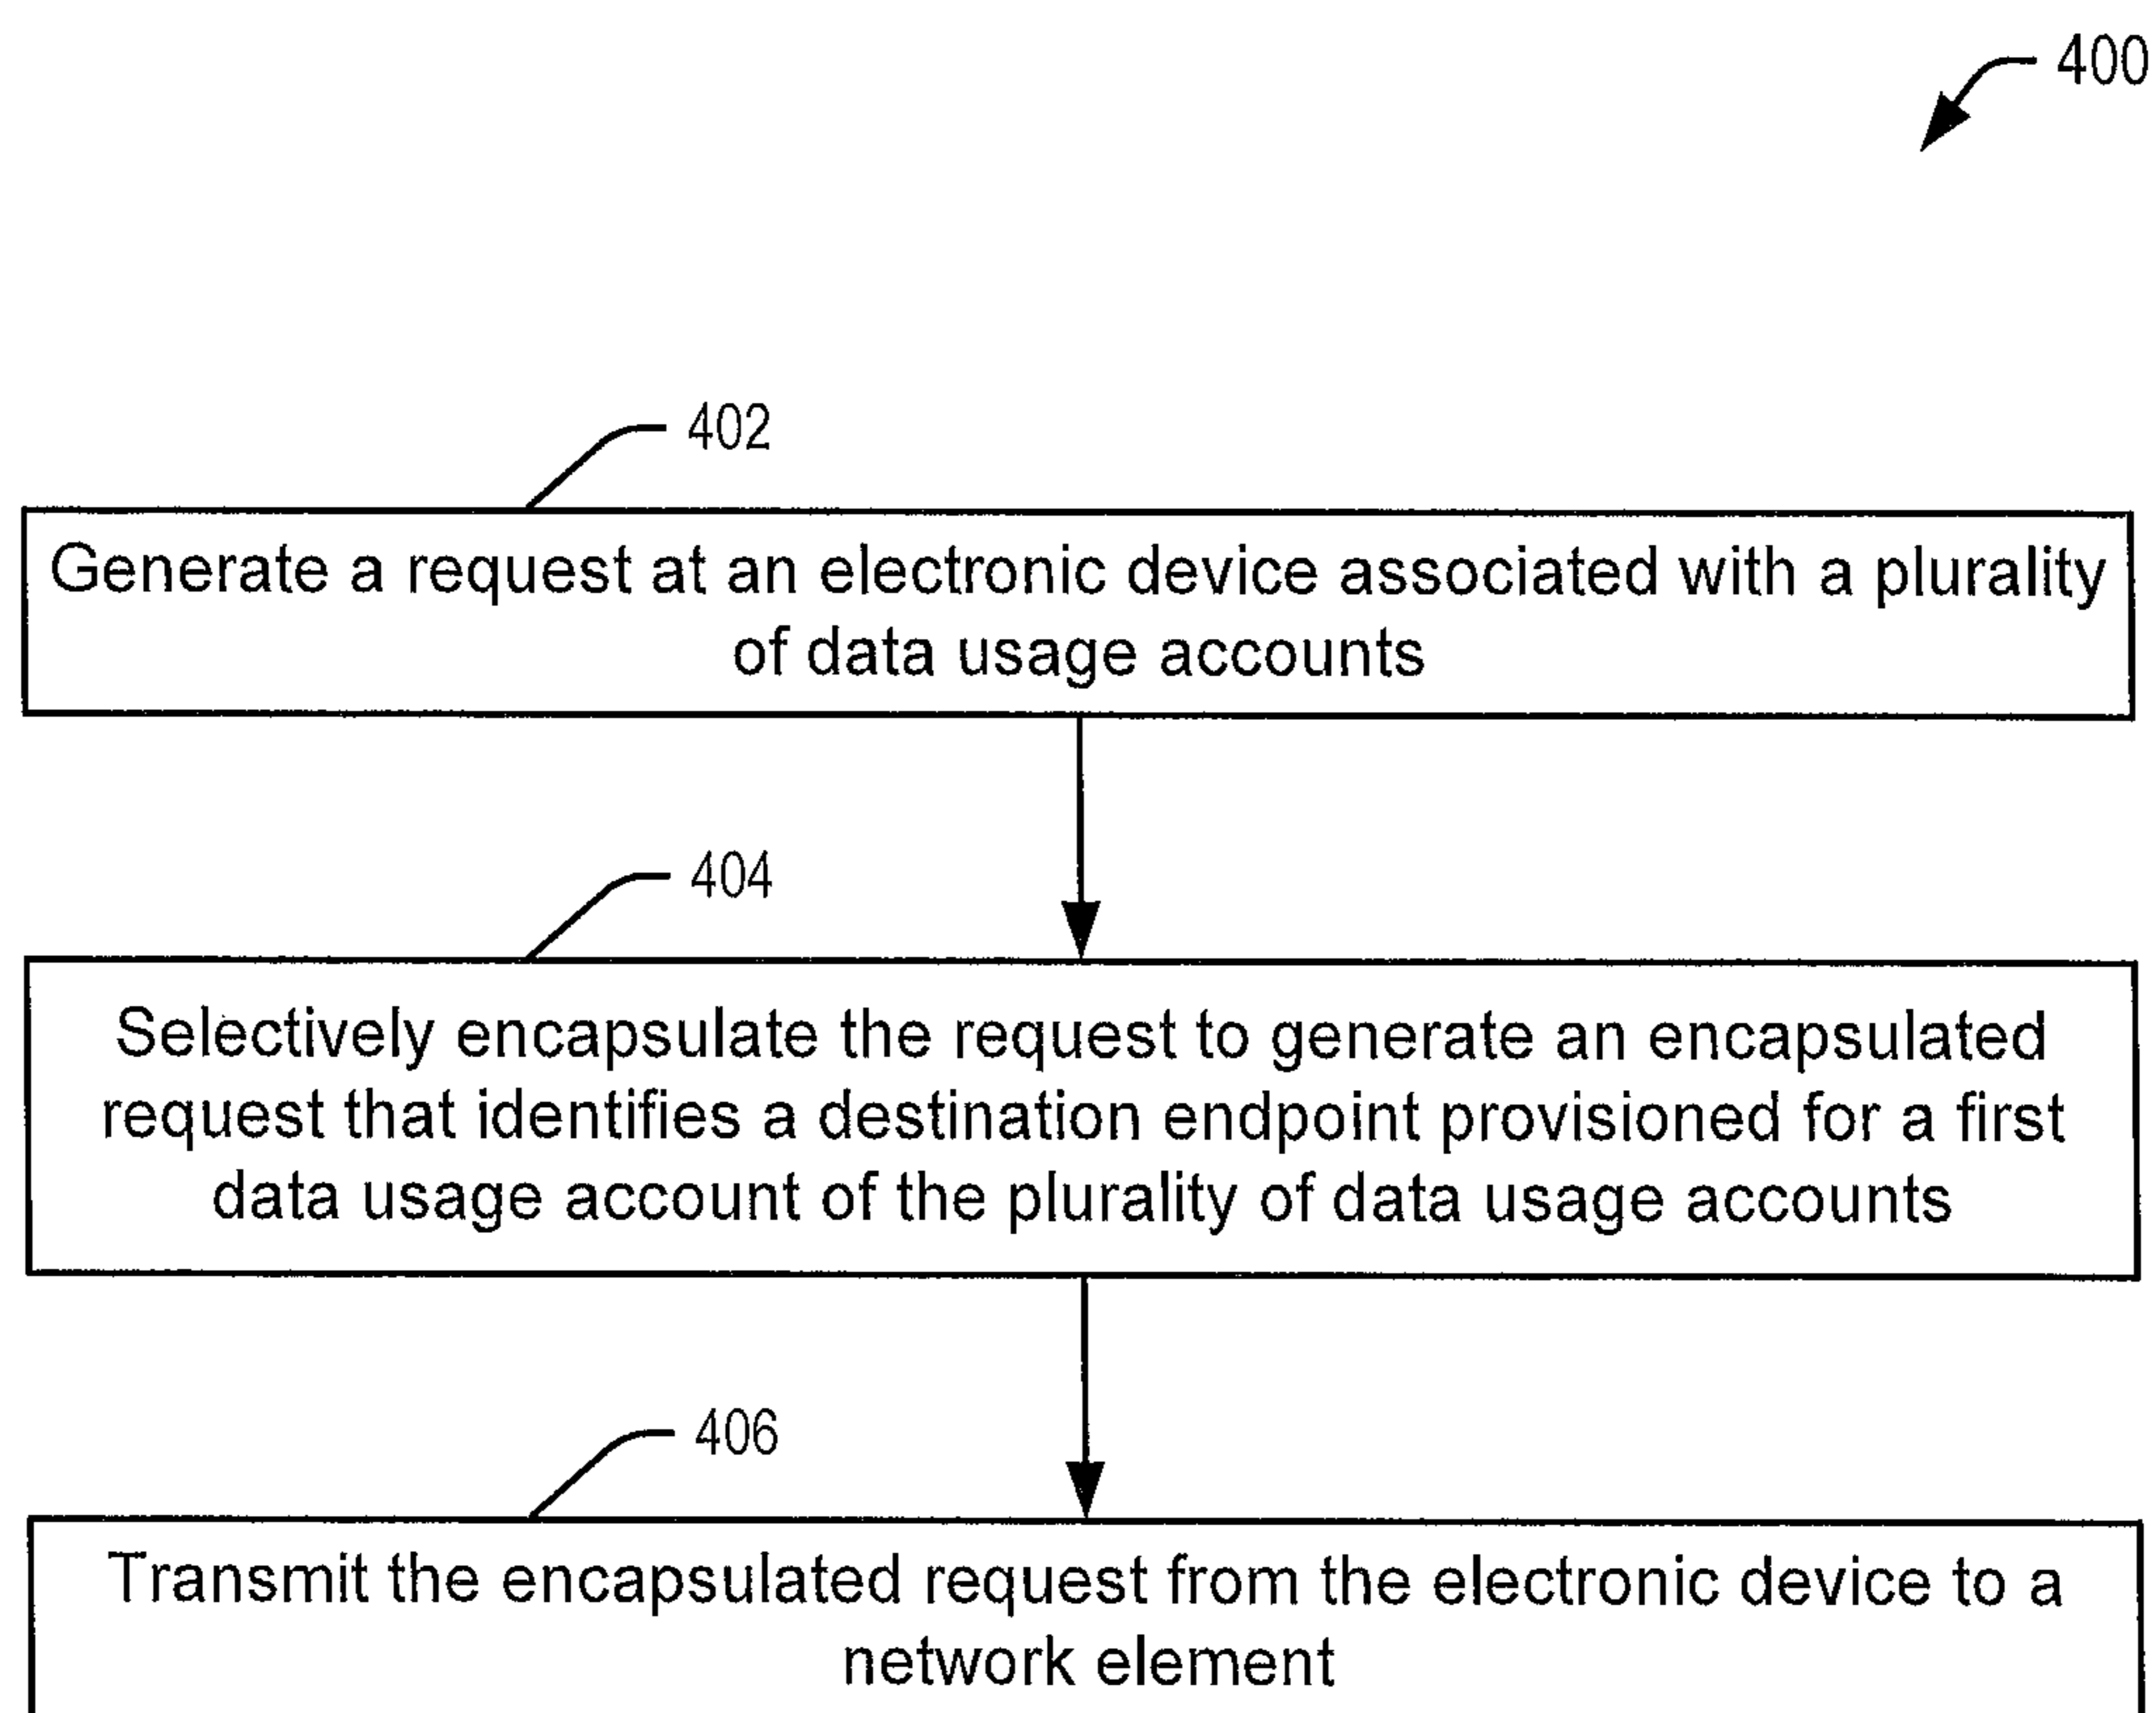 400
402
Generate a request at an electronic device associated with a plurality
of data usage accounts
404
Selectively encapsulate the request to generate an encapsulated
request that identifies a destination endpoint provisioned for a first
data usage account of the plurality of data usage accounts
406
Transmit the encapsulated request from the electronic device to a
network element